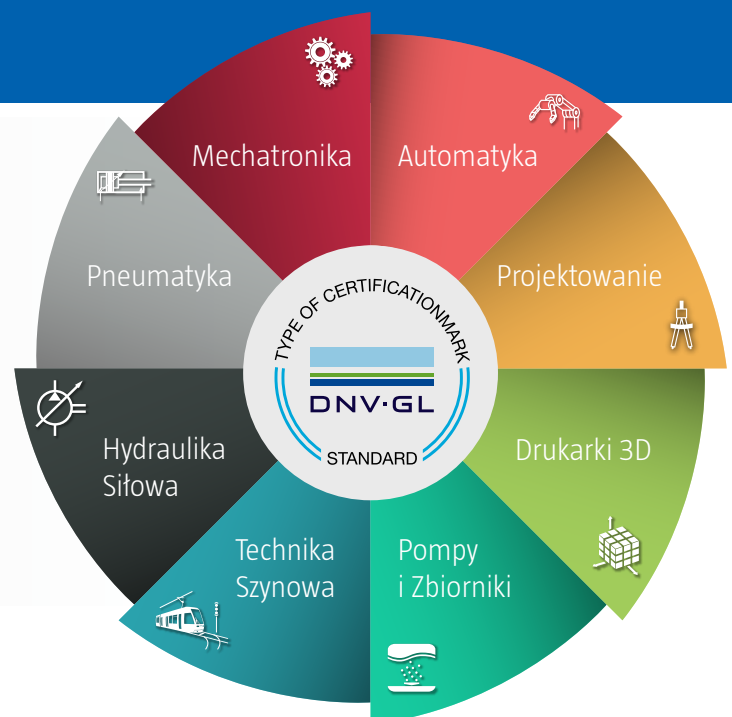 Mechatronika
Automatyka
Pneumatyka
Projektowanie
TYPE OF CERTIFICATIONMARK
DNV·GL
STANDARD
Hydraulika
Siłowa
Drukarki 3D
Technika
Szynowa
Pompy
i Zbiorniki